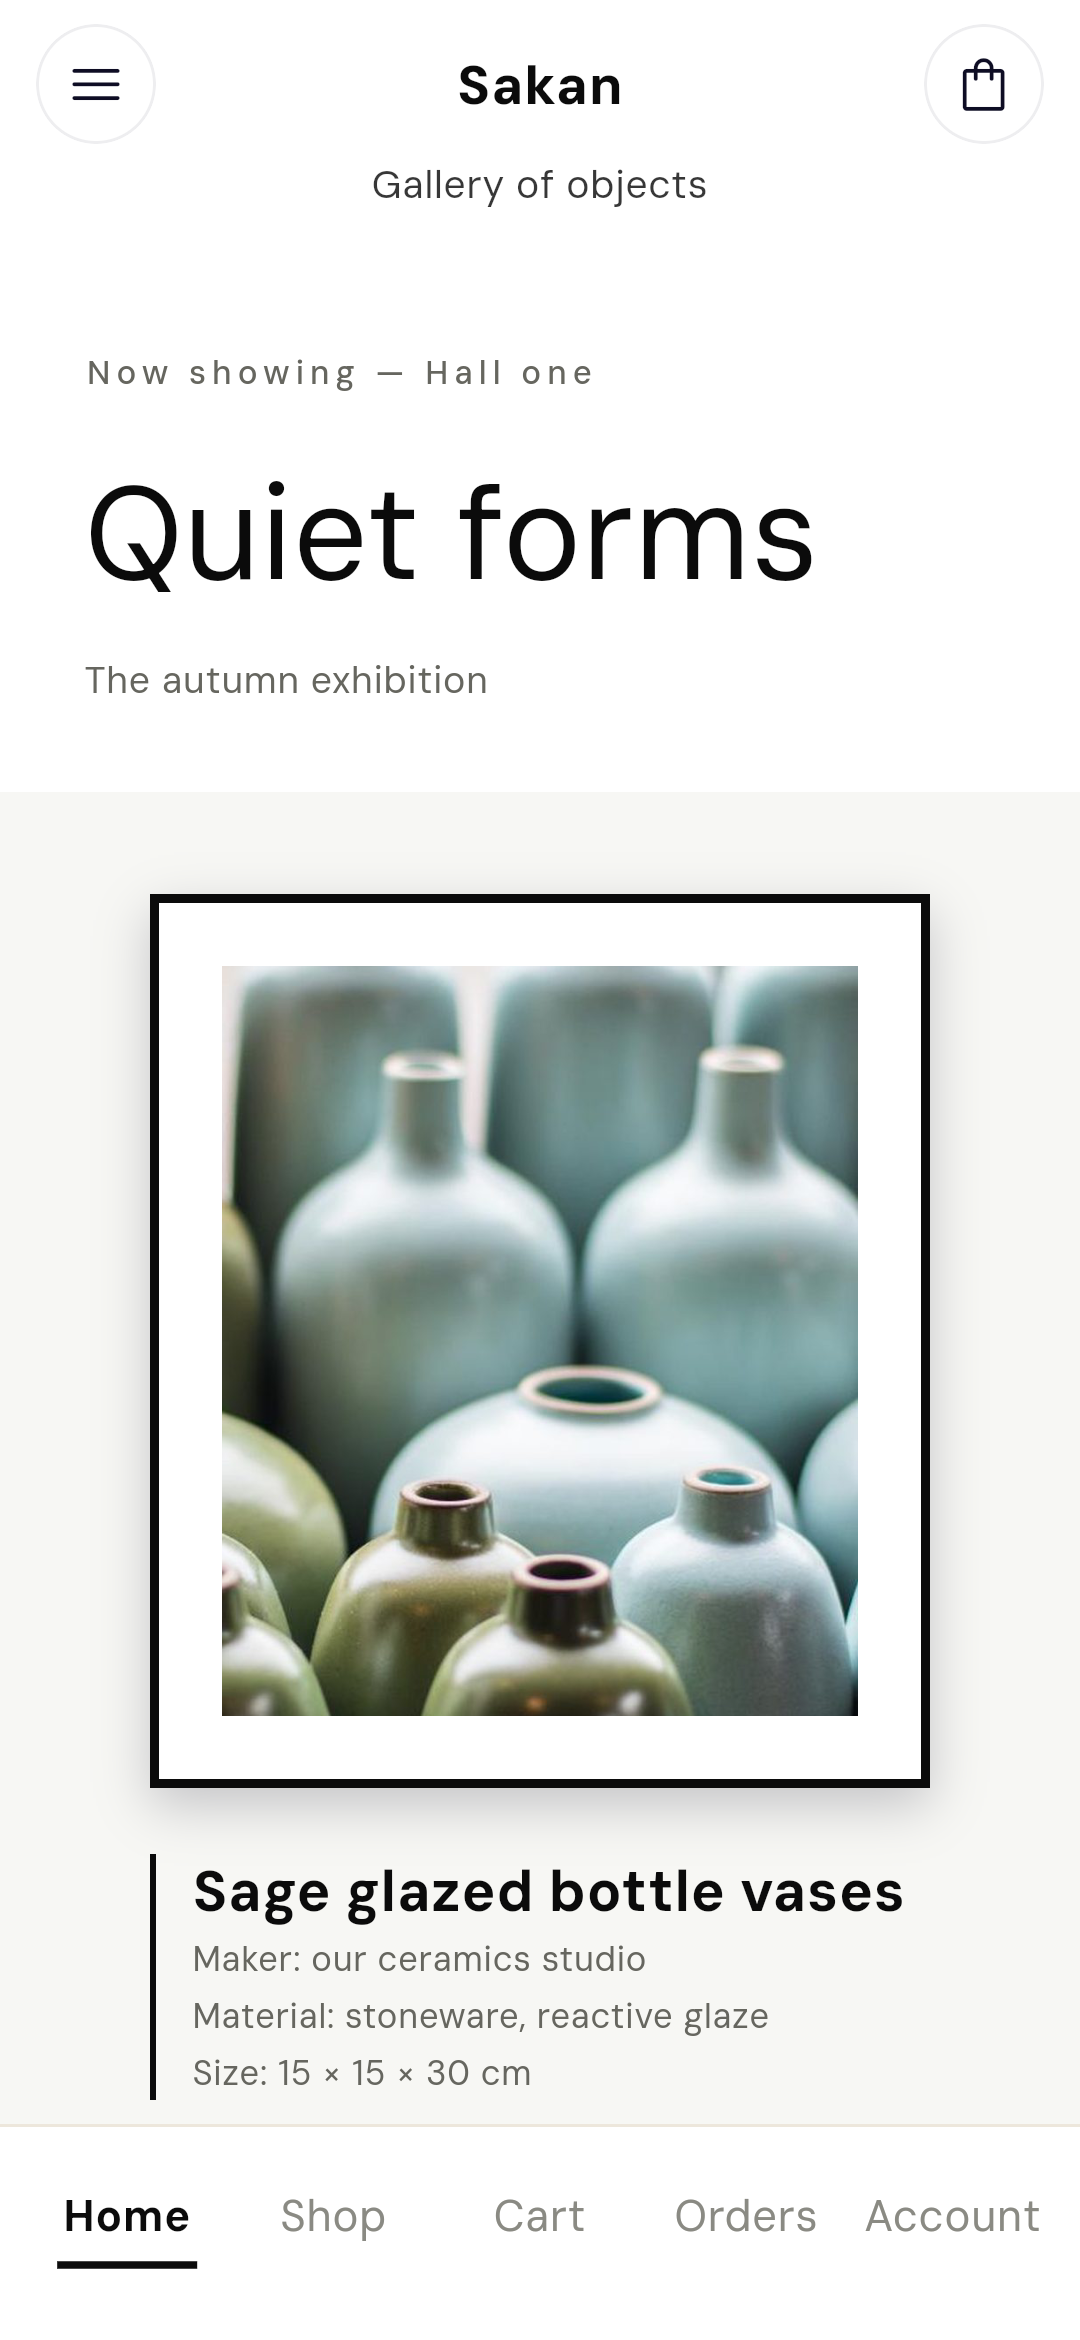 Sakan
Gallery of objects
Now showing — Hall one
Quiet forms
The autumn exhibition
Sage glazed bottle vases
Maker: our ceramics studio
Material: stoneware, reactive glaze
Size: 15 × 15 × 30 cm
Home Shop Cart Orders Account